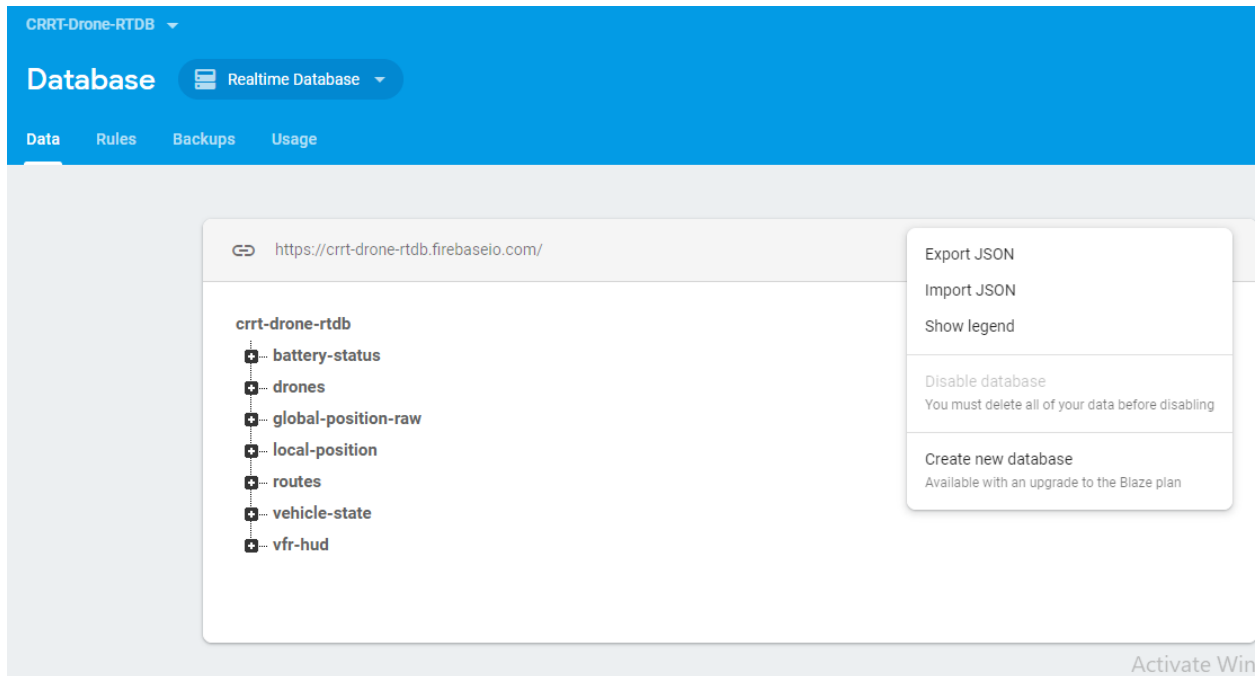 CRRT-Drone-RTDB
Database Realtime Database
Data Rules Backups Usage
https://crrt-drone-rtdb.firebaseio.com/
crrt-drone-rtdb
battery-status
drones
global-position-raw
local-position
routes
vehicle-state
vfr-hud
Export JSON
Import JSON
Show legend
Disable database
You must delete all of your data before disabling
Create new database
Available with an upgrade to the Blaze plan
Activate Win